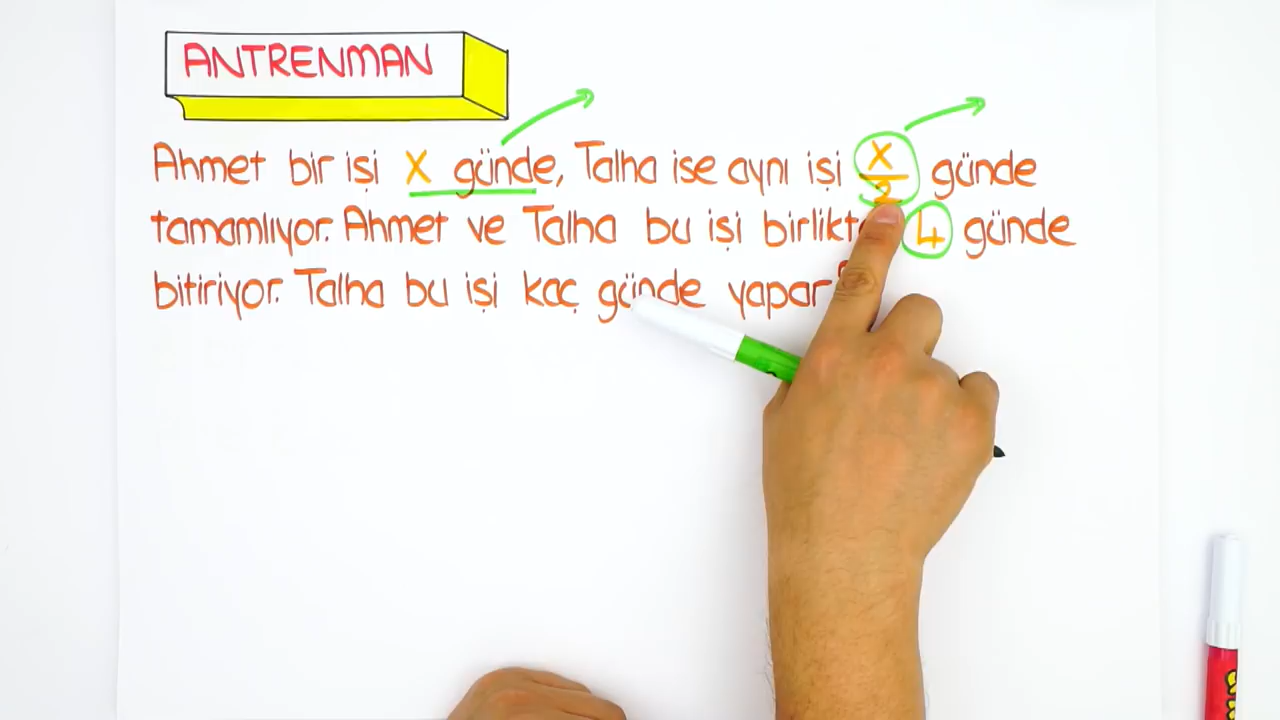 ANTRENMAN
Ahmet bir işi x günde, Talha ise aynı işi x/2 günde
tamamlıyor. Ahmet ve Talha bu işi 4 günde
bitiriyor. Talha bu işi kaç günde yapar